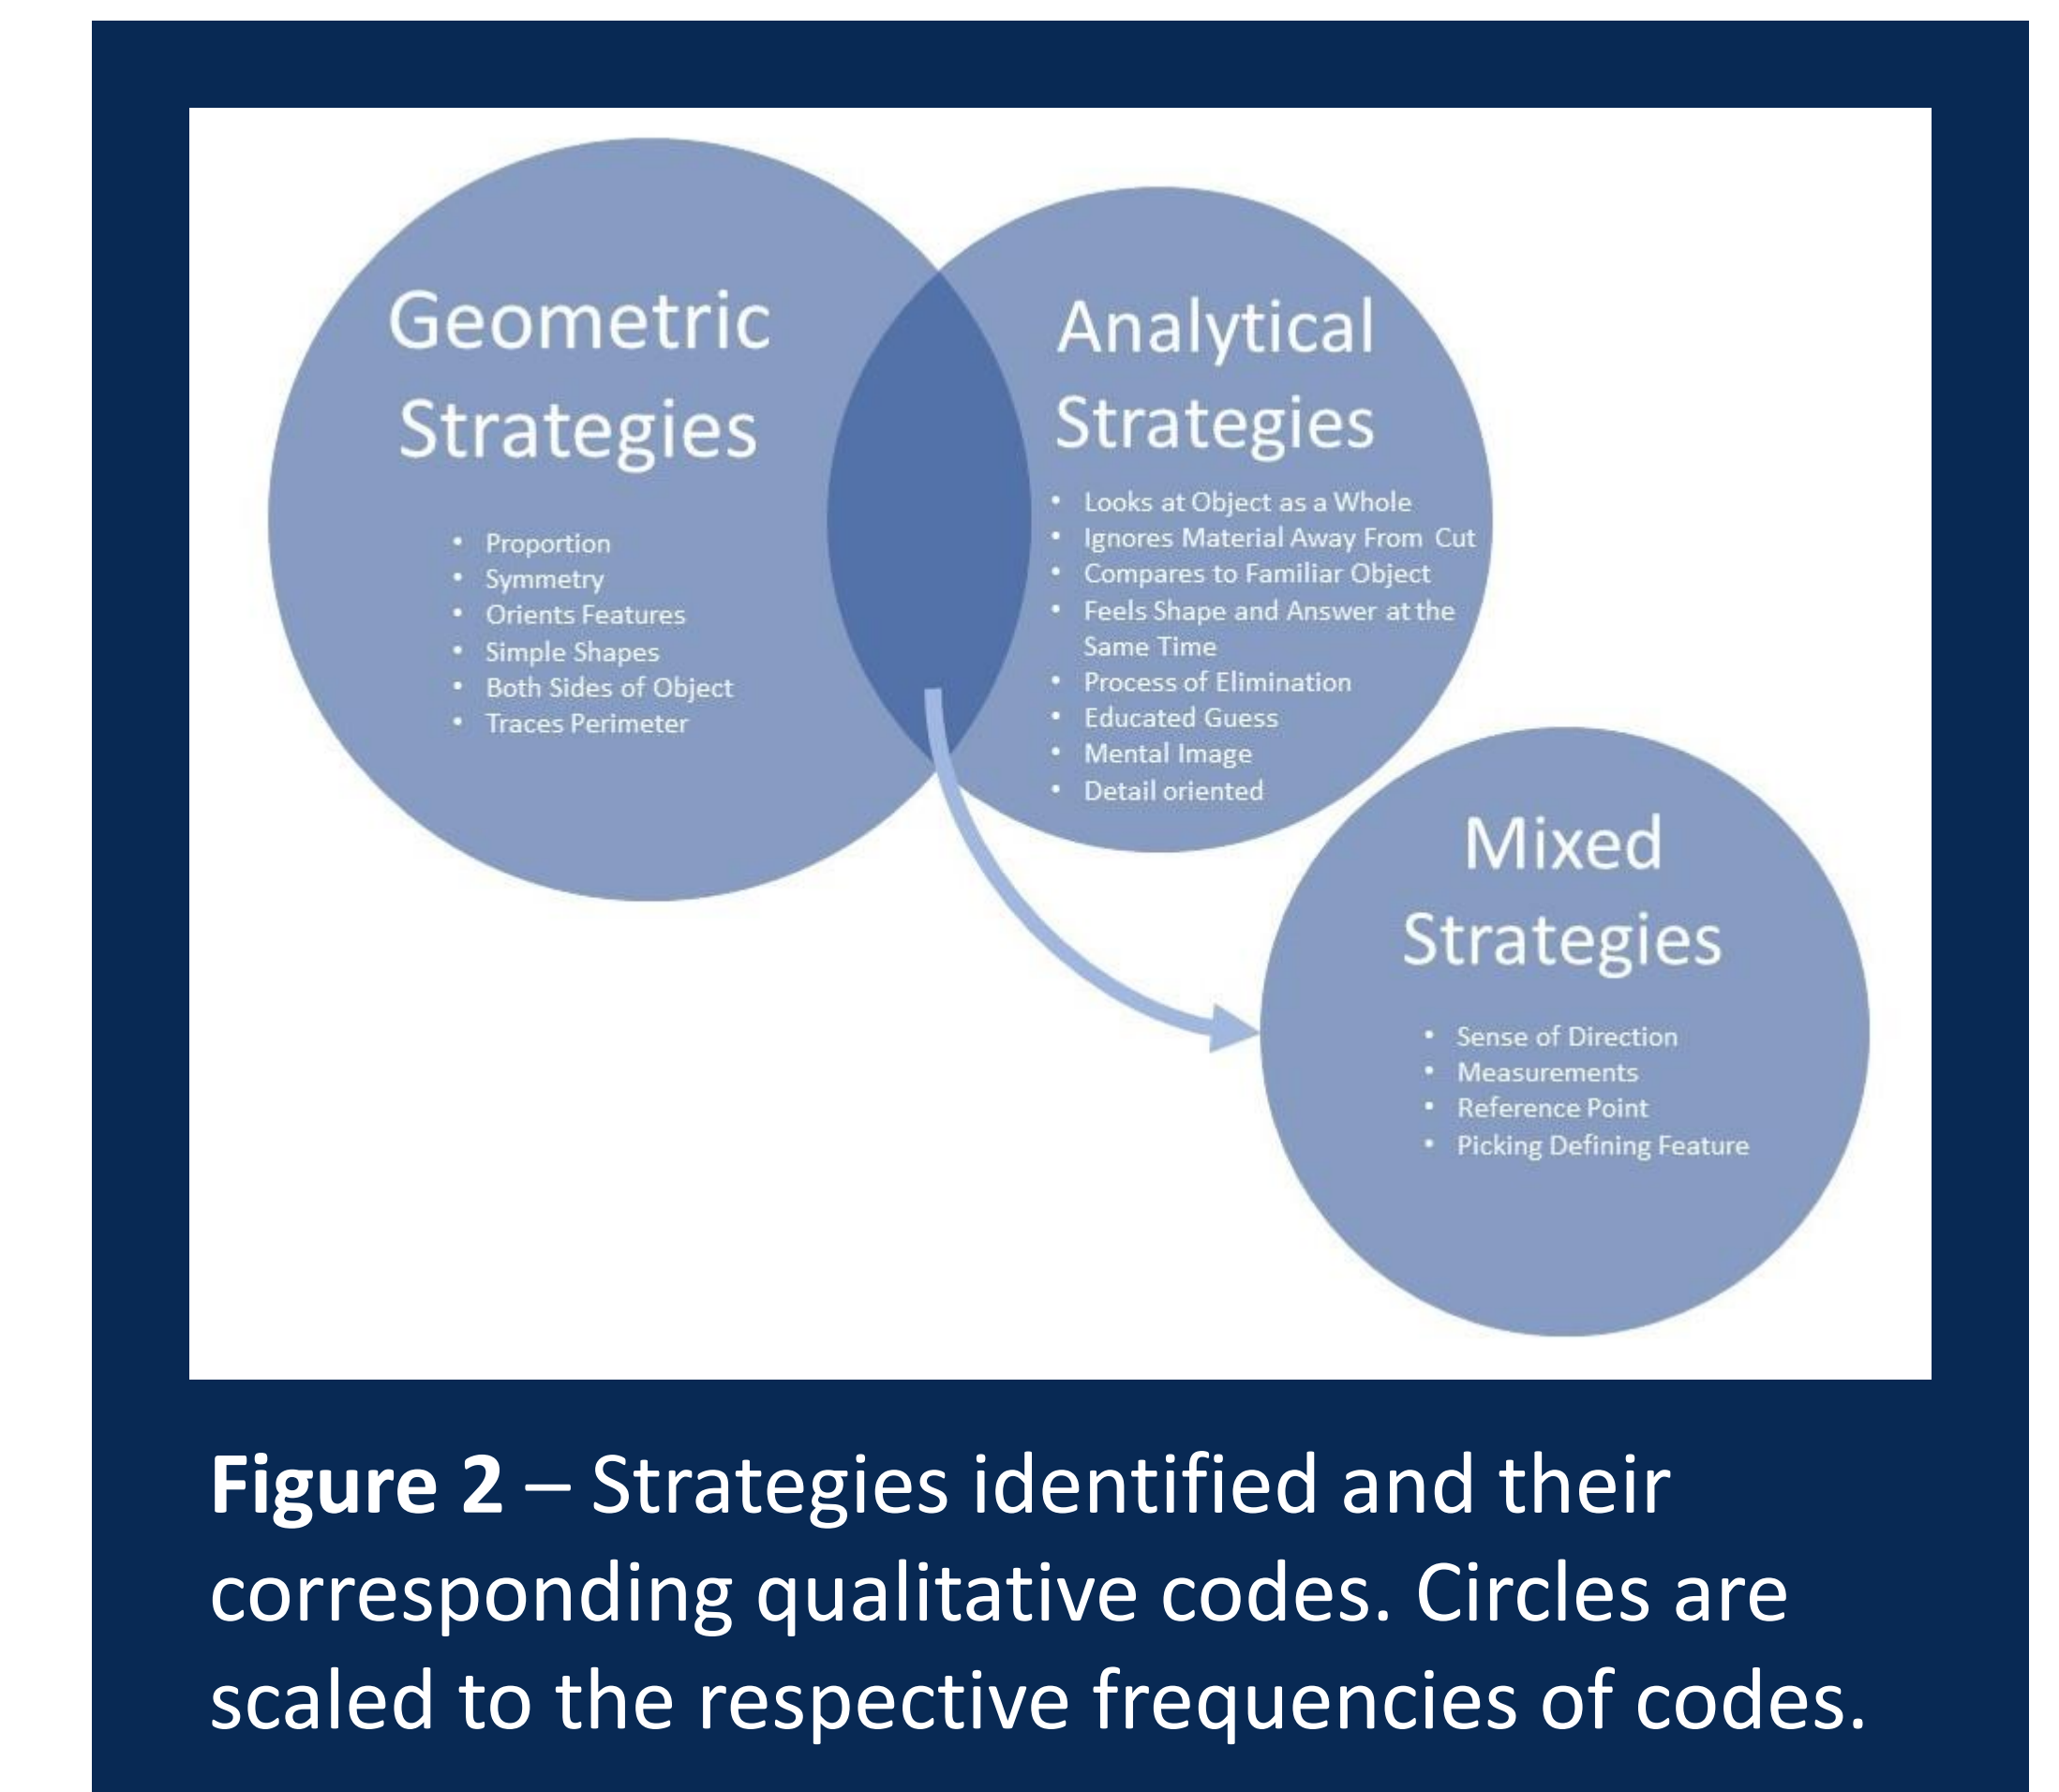 Geometric
Strategies
• Proportion
• Symmetry
• Orients Features
• Simple Shapes
• Both Sides of Object
• Traces Perimeter
Analytical
Strategies
• Looks at Object as a Whole
• Ignores Material Away From Cut
• Compares to Familiar Object
• Feels Shape and Answer at the
Same Time
• Process of Elimination
• Educated Guess
• Mental Image
• Detail oriented
Mixed
Strategies
• Sense of Direction
• Measurements
• Reference Point
• Picking Defining Feature
Figure 2 – Strategies identified and their
corresponding qualitative codes. Circles are
scaled to the respective frequencies of codes.